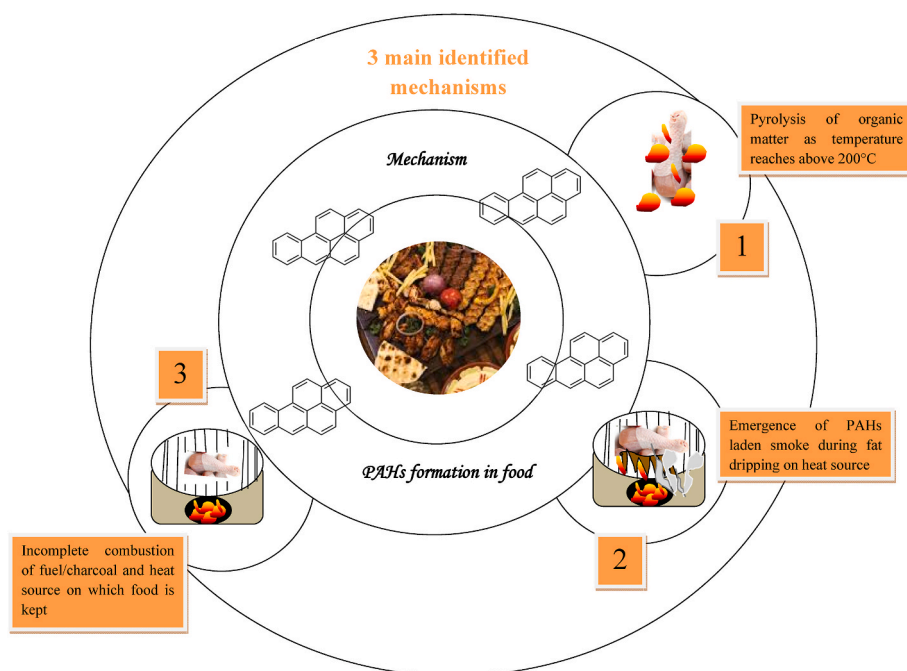 3 main identified
mechanisms
Mechanism
Pyrolysis of organic
matter as temperature
reaches above 200°C
1
3
Emergence of PAHs
laden smoke during fat
dripping on heat source
PAHs formation in food
2
Incomplete combustion
of fuel/charcoal and heat
source on which food is
kept